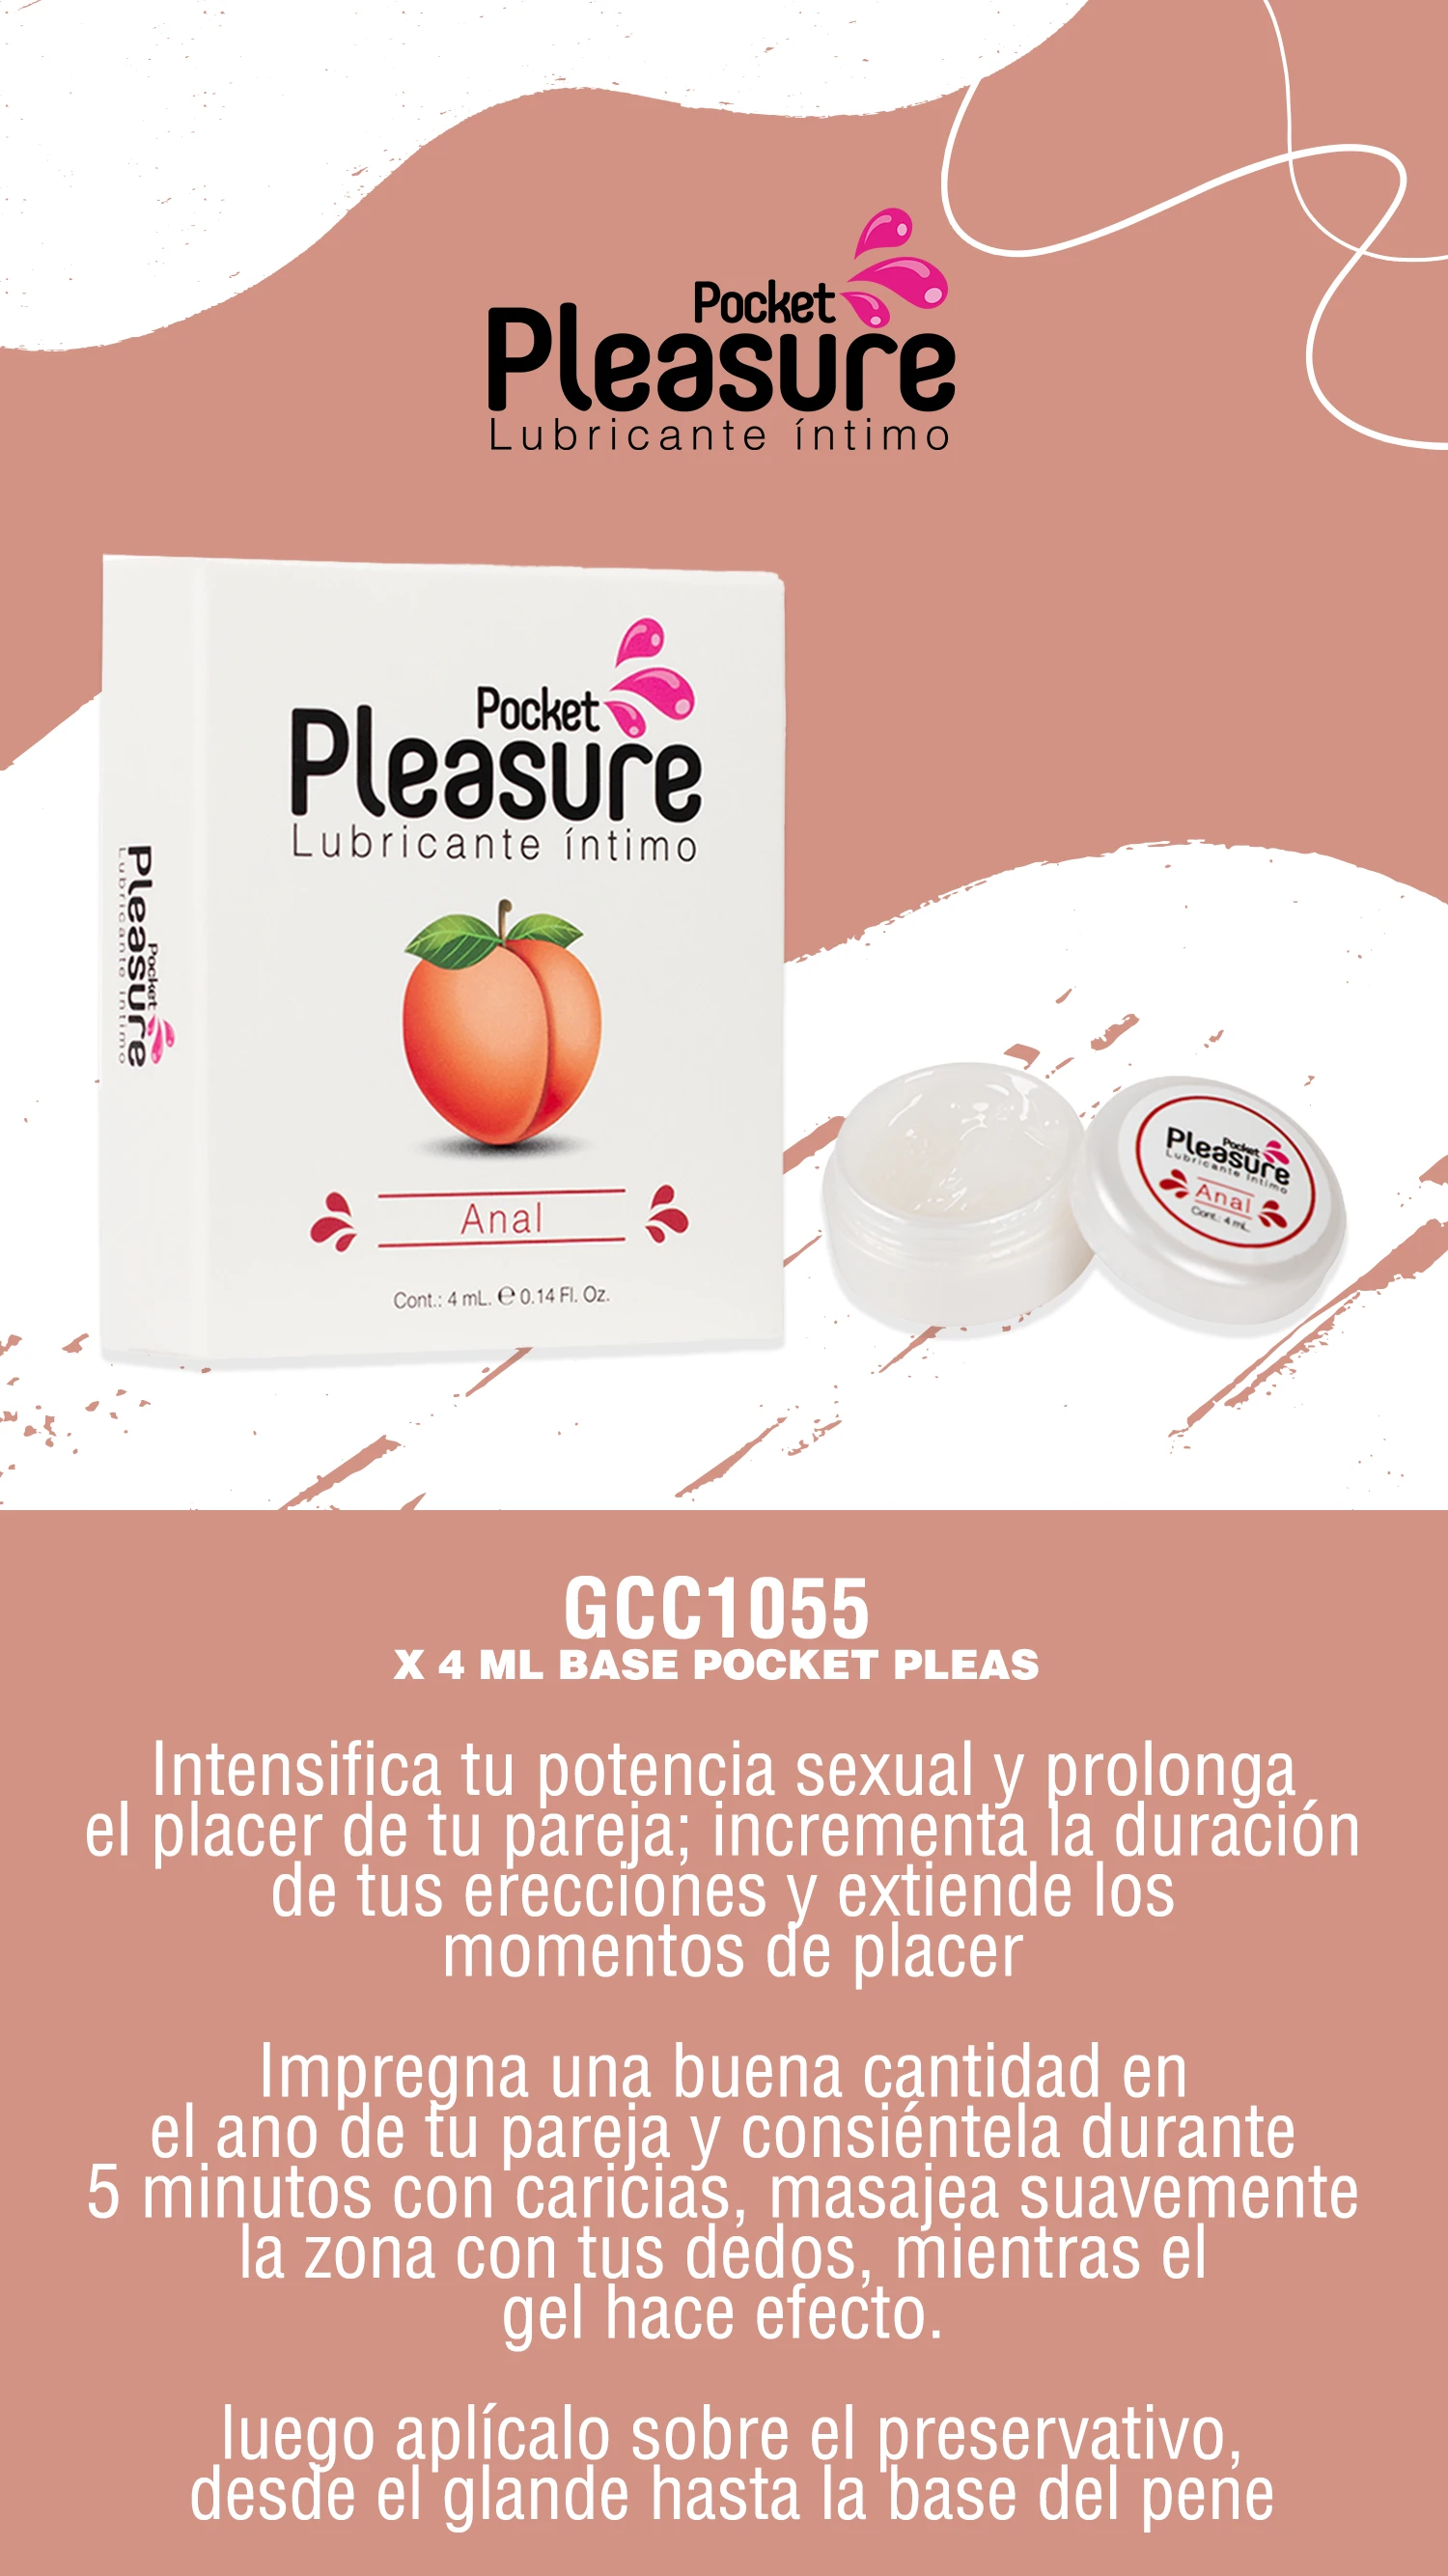 Pocket
Pleasure
Lubricante íntimo
Pocket
Pleasure
Lubricante íntimo
Pocket
Pleasure
Lubricante íntimo
Anal
Cont.: 4 mL. ℮ 0.14 Fl. Oz.
Pocket
Pleasure
Lubricante íntimo
Anal
Cont.: 4 mL.
GCC1055
X 4 ML BASE POCKET PLEAS
Intensifica tu potencia sexual y prolonga
el placer de tu pareja; incrementa la duración
de tus erecciones y extiende los
momentos de placer
Impregna una buena cantidad en
el ano de tu pareja y consiéntela durante
5 minutos con caricias, masajea suavemente
la zona con tus dedos, mientras el
gel hace efecto.
luego aplícalo sobre el preservativo,
desde el glande hasta la base del pene